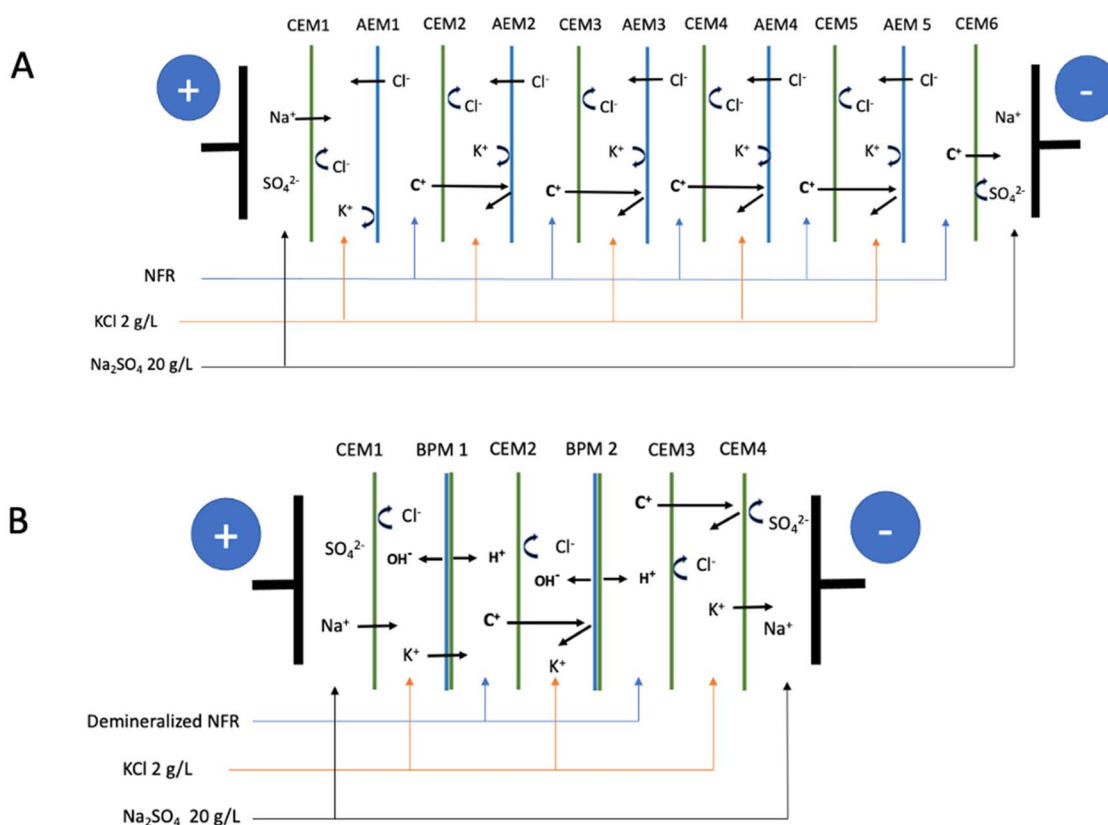 CEM1 AEM1 CEM2 AEM2 CEM3 AEM3 CEM4 AEM4 CEM5 AEM 5 CEM6
A
+ -
Cl⁻ Cl⁻ Cl⁻ Cl⁻ Cl⁻
Cl⁻ Cl⁻ Cl⁻ Cl⁻
Na⁺ Na⁺
K⁺ K⁺ K⁺ K⁺ C⁺
Cl⁻
SO₄²⁻ C⁺ C⁺ C⁺ C⁺ SO₄²⁻
K⁺
NFR
KCl 2 g/L
Na₂SO₄ 20 g/L
CEM1 BPM 1 CEM2 BPM 2 CEM3 CEM4
B
+ -
C⁺
Cl⁻ SO₄²⁻
SO₄²⁻ Cl⁻
OH⁻ H⁺ Cl⁻
OH⁻ H⁺
K⁺
Na⁺ C⁺ Na⁺
K⁺ K⁺
Demineralized NFR
KCl 2 g/L
Na₂SO₄ 20 g/L